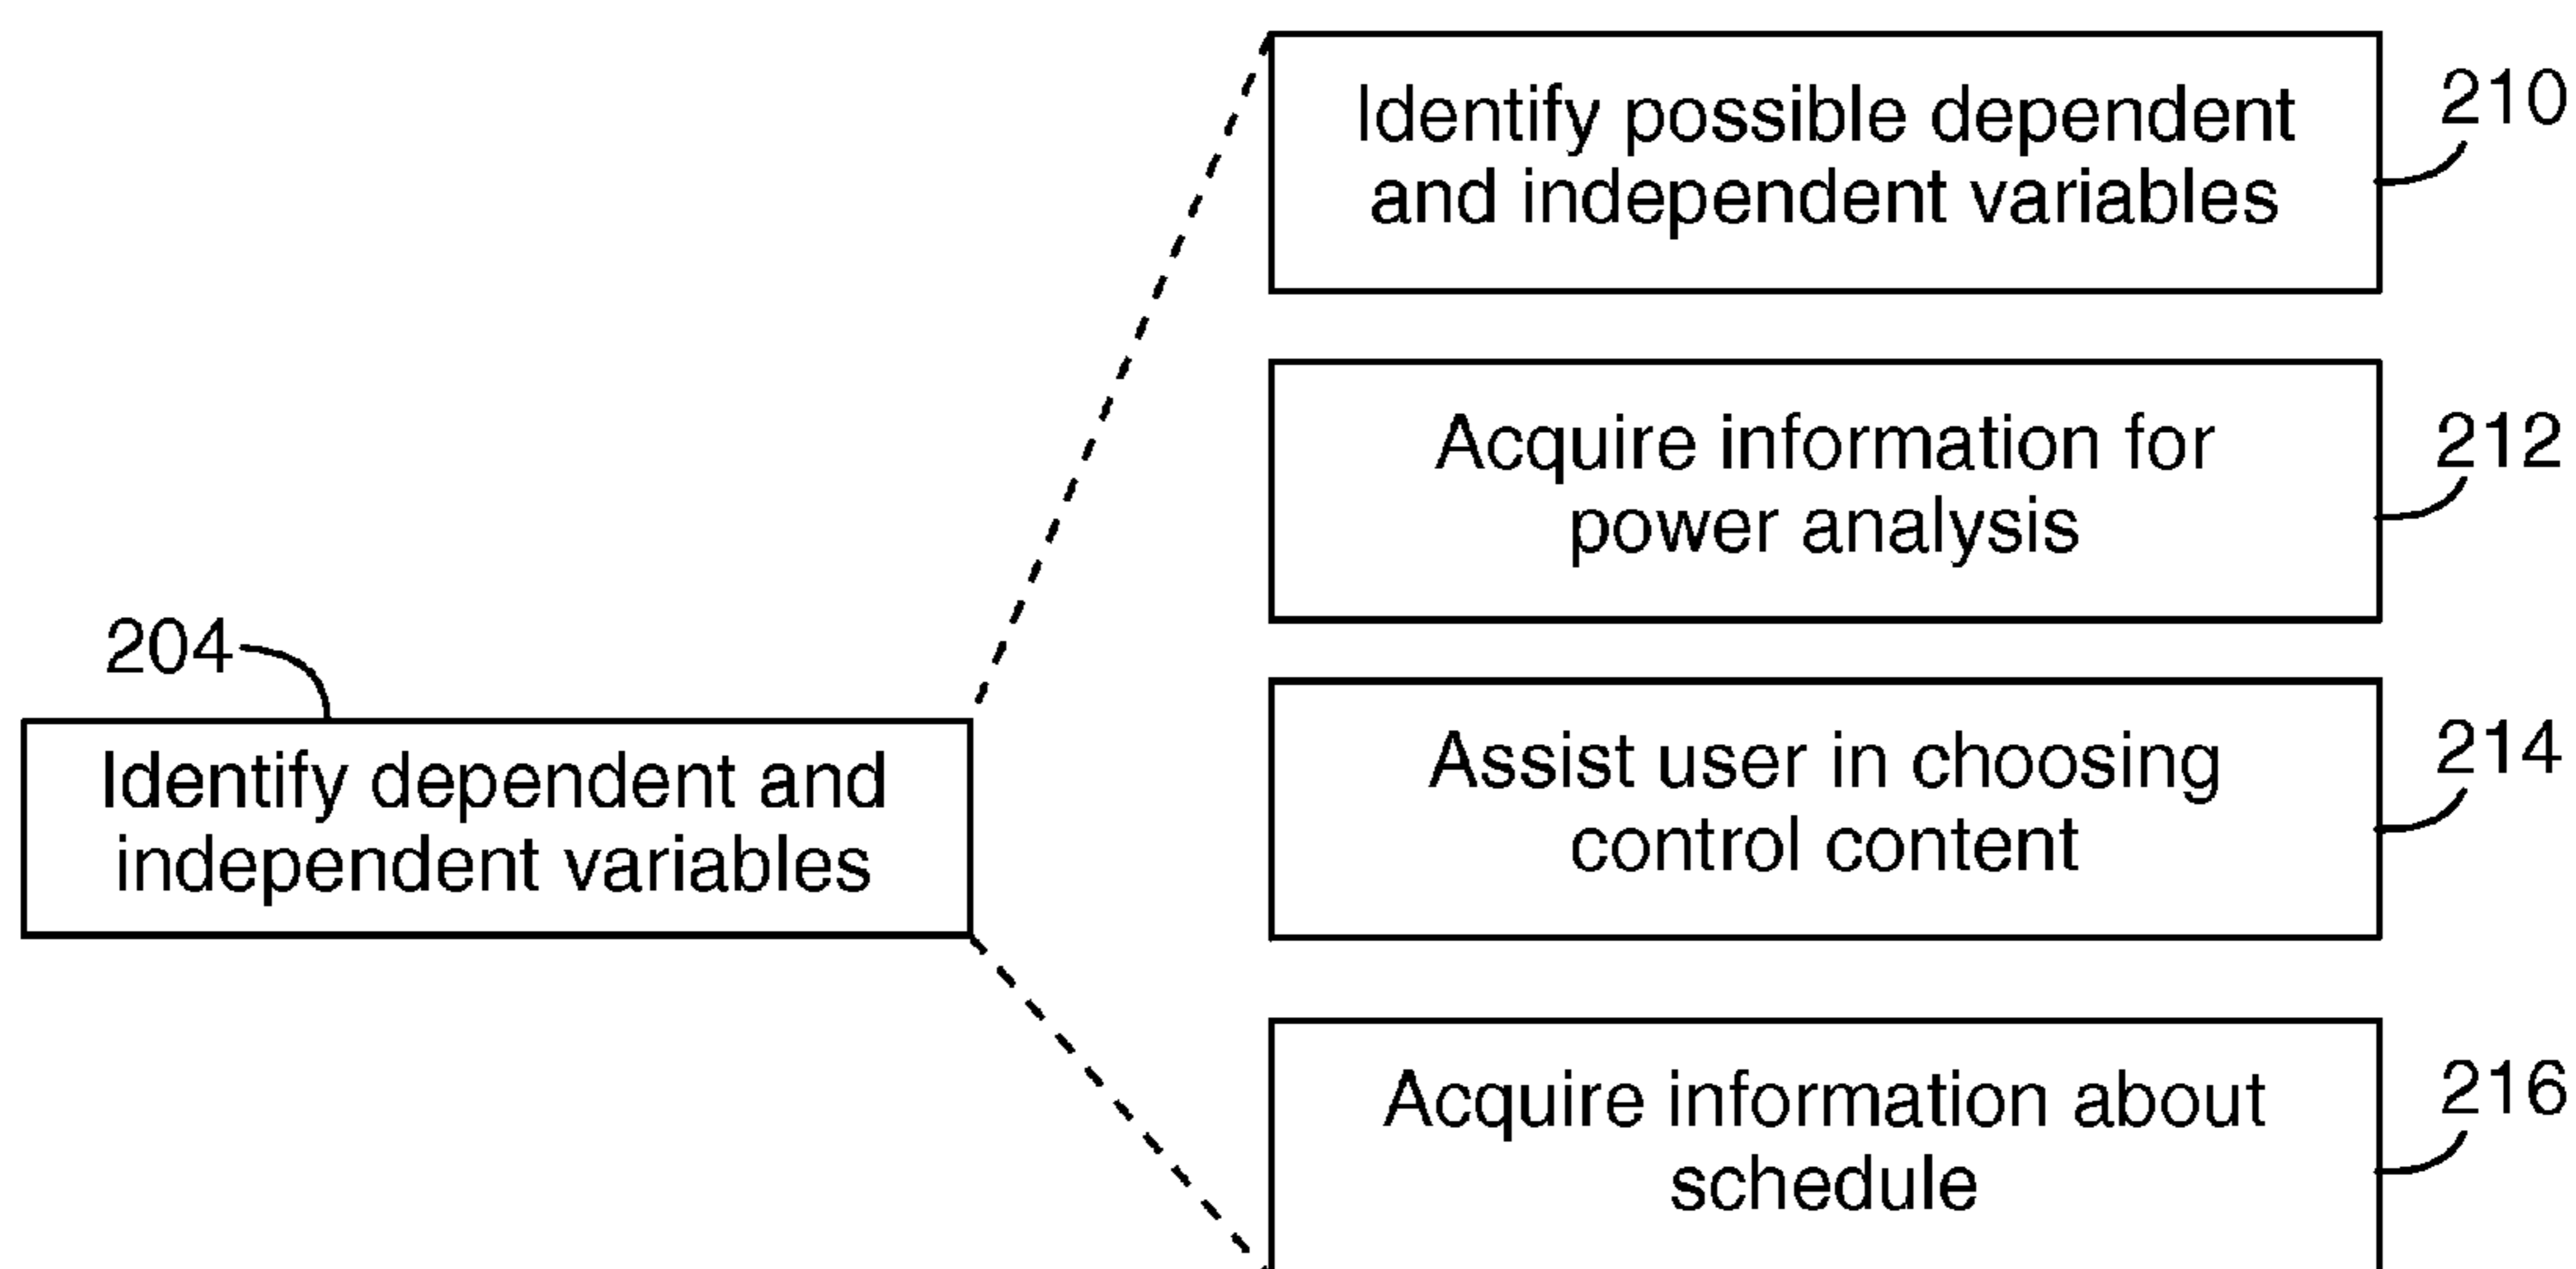 Identify possible dependent
and independent variables
210
Acquire information for
power analysis
212
204
Identify dependent and
independent variables
Assist user in choosing
control content
214
Acquire information about
schedule
216